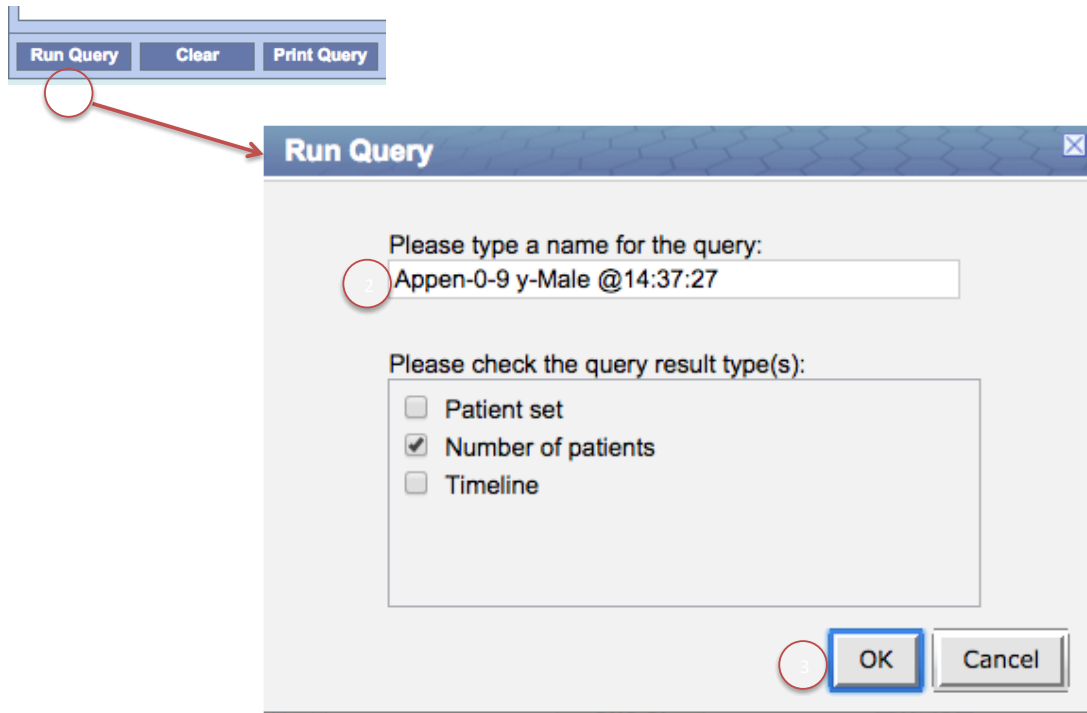 Run Query Clear Print Query
Run Query
Please type a name for the query:
2 Appen-0-9 y-Male @14:37:27
Please check the query result type(s):
Patient set
Number of patients
Timeline
3 OK Cancel